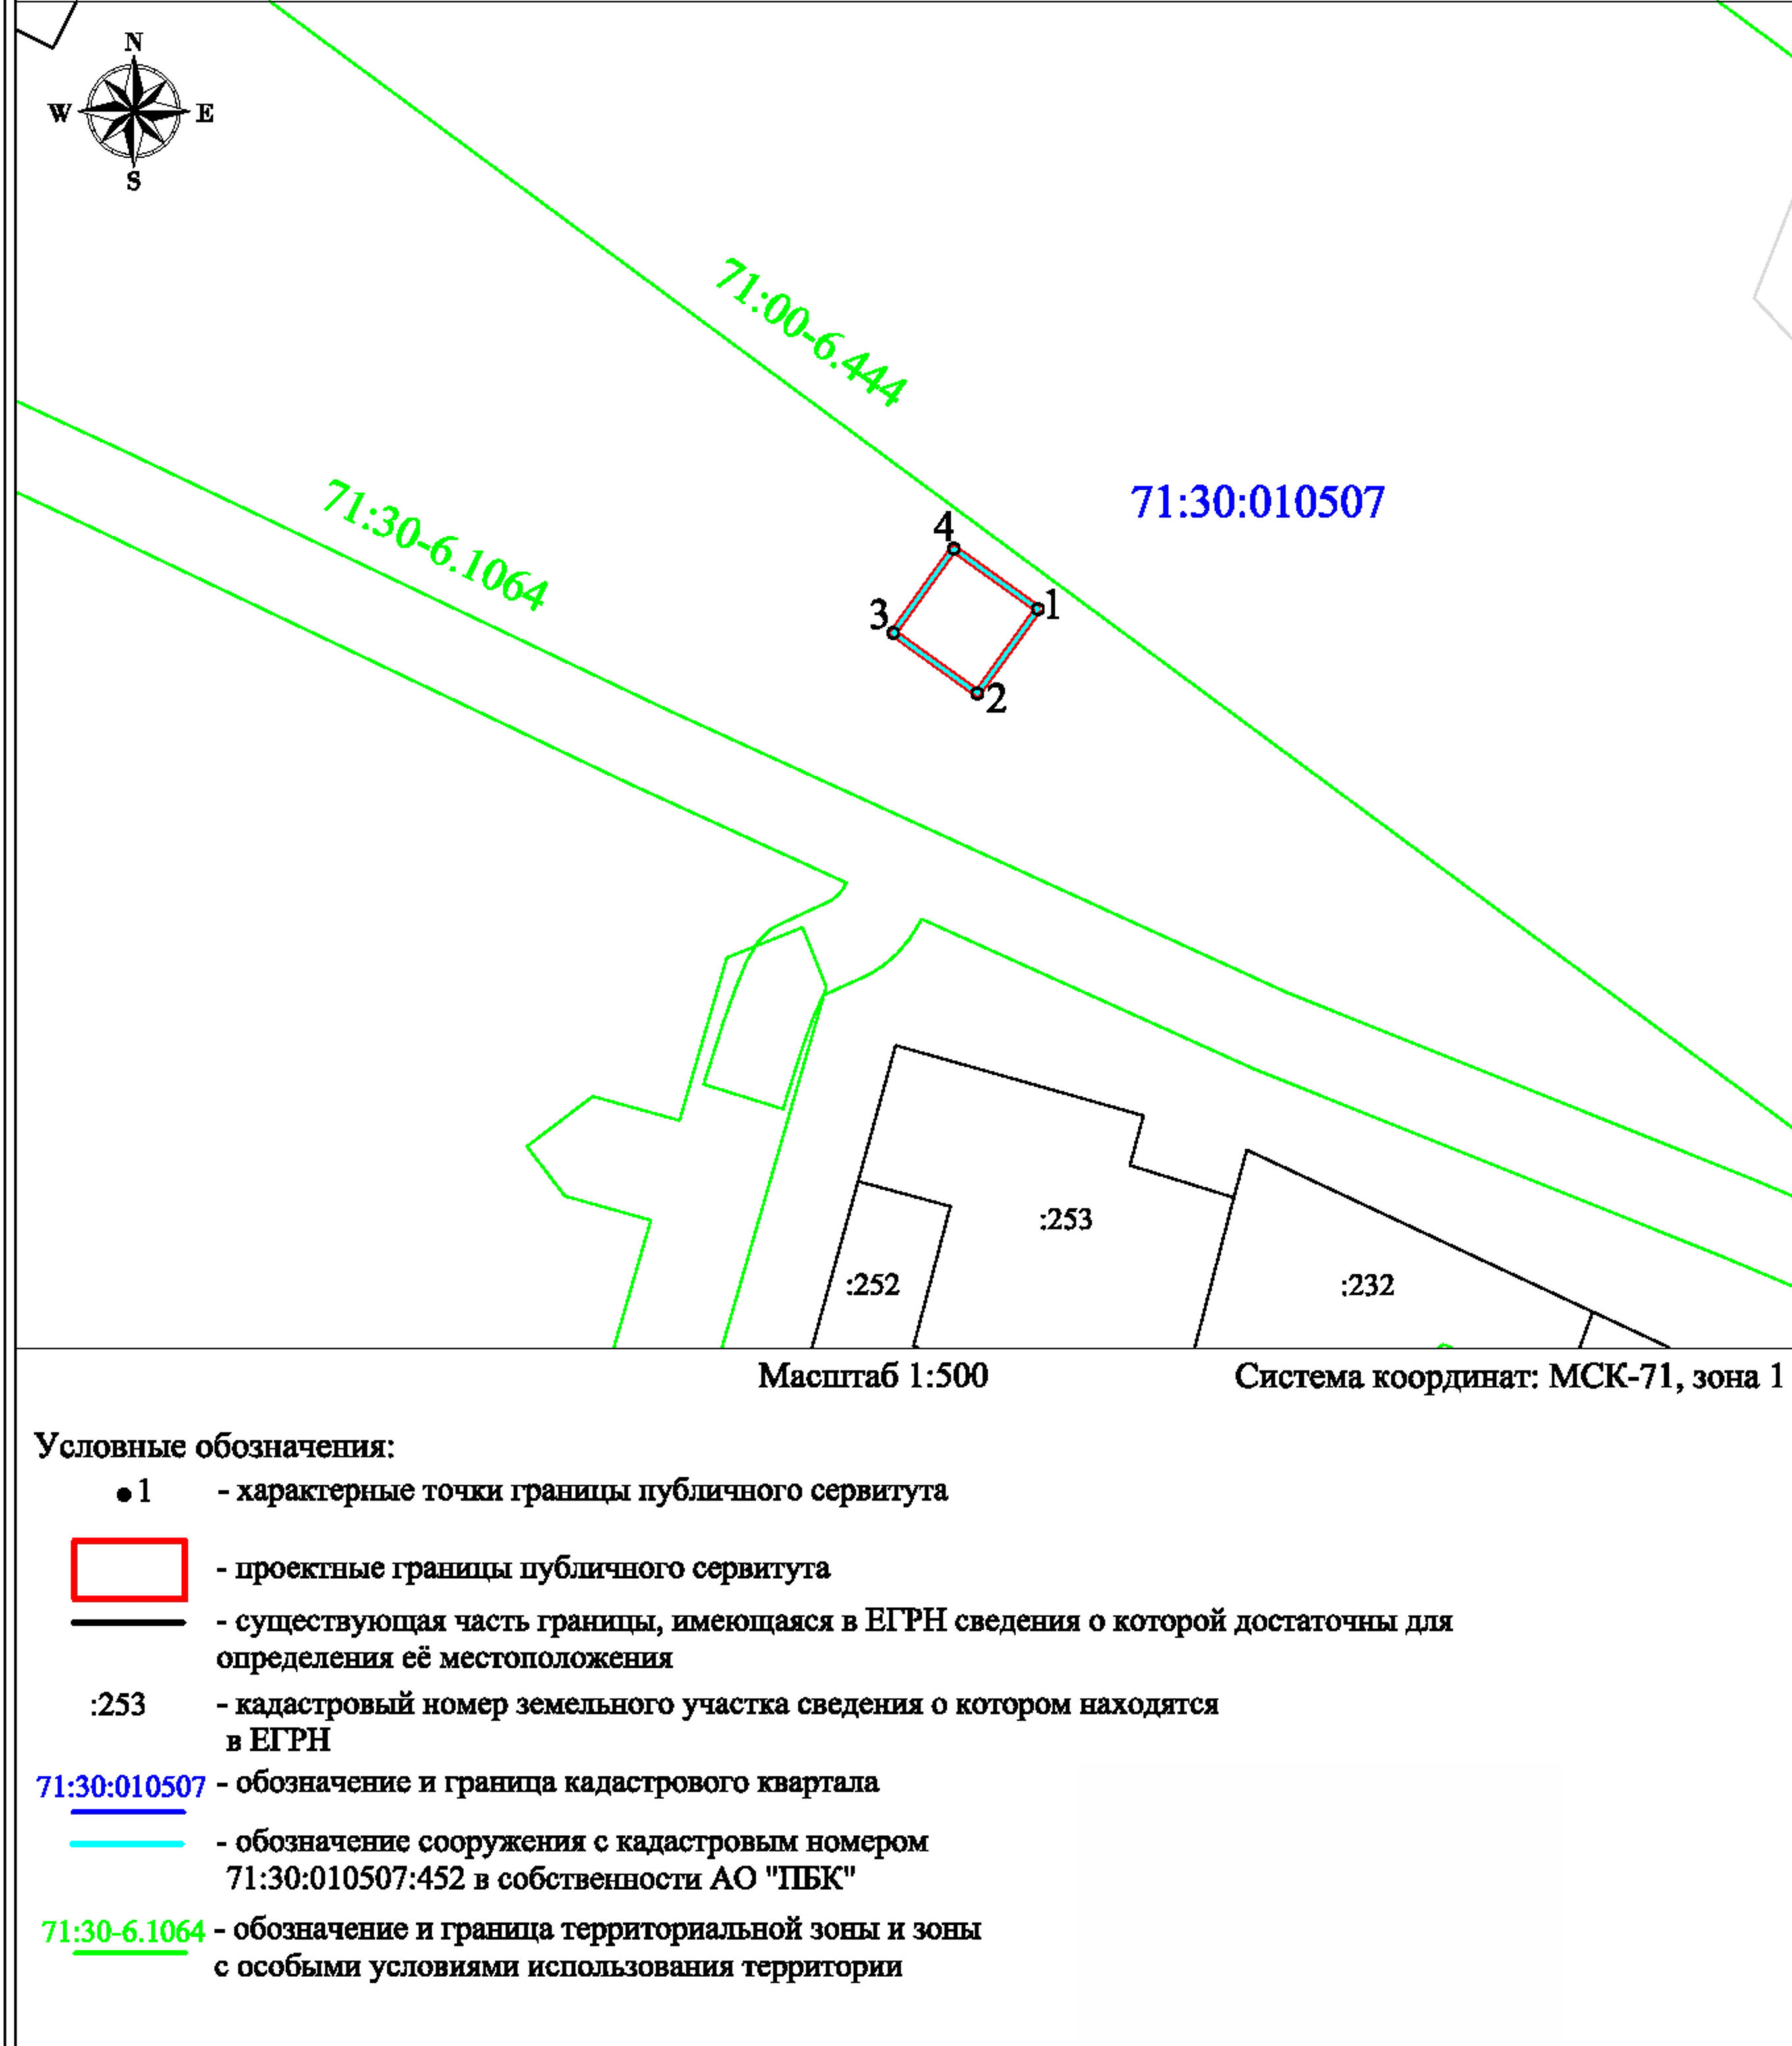 N
W E
S
71:00-6.444
71:30-6.1064
71:30:010507
4
1
3
2
:253
:252
:232
Масштаб 1:500
Система координат: МСК-71, зона 1
Условные обозначения:
1 - характерные точки границы публичного сервитута
- проектные границы публичного сервитута
- существующая часть границы, имеющаяся в ЕГРН сведения о которой достаточны для
определения её местоположения
:253 - кадастровый номер земельного участка сведения о котором находятся
в ЕГРН
71:30:010507 - обозначение и граница кадастрового квартала
- обозначение сооружения с кадастровым номером
71:30:010507:452 в собственности АО "ПБК"
71:30-6.1064 - обозначение и граница территориальной зоны и зоны
с особыми условиями использования территории